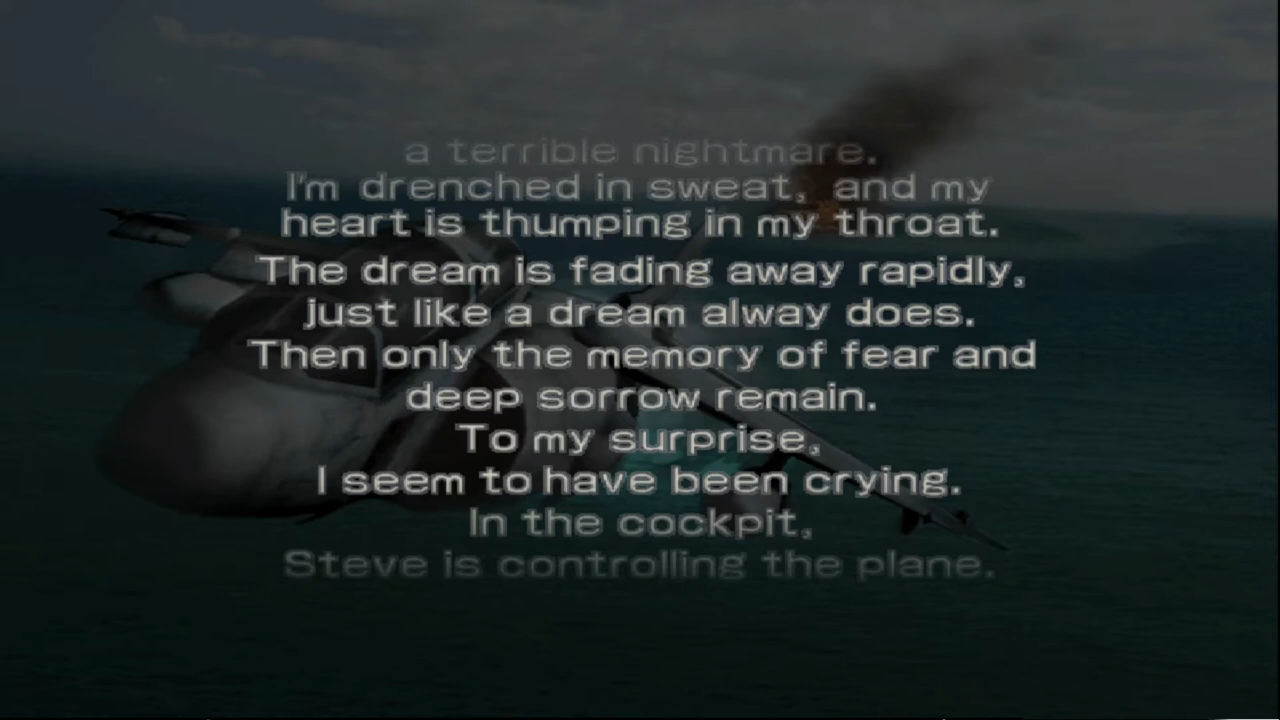 a terrible nightmare.
I'm drenched in sweat, and my
heart is thumping in my throat.
The dream is fading away rapidly,
just like a dream alway does.
Then only the memory of fear and
deep sorrow remain.
To my surprise,
I seem to have been crying.
In the cockpit,
Steve is controlling the plane.